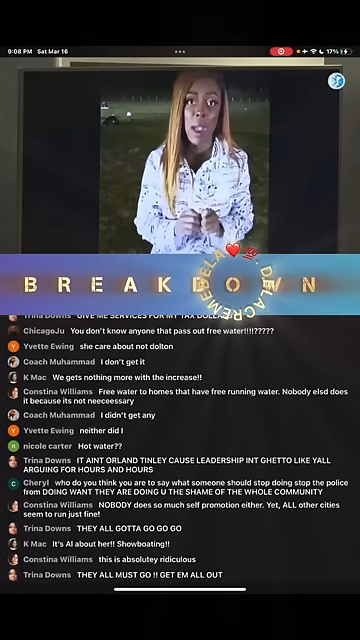 9:08 PM Sat Mar 16
17%
BREAKDOWN
DELACREMEDELA
Trina Downs GIVE ME SERVICES FOR MY TAX DOLLA
ChicagoJu You don't know anyone that pass out free water!!!!?????
Yvette Ewing she care about not dolton
Coach Muhammad I don't get it
K Mac We gets nothing more with the increase!!
Constina Williams Free water to homes that have free running water. Nobody elsd does
it because its not neeceessary
Coach Muhammad I didn't get any
Yvette Ewing neither did I
nicole carter Hot water??
Trina Downs IT AINT ORLAND TINLEY CAUSE LEADERSHIP INT GHETTO LIKE YALL
ARGUING FOR HOURS AND HOURS
Cheryl who do you think you are to say what someone should stop doing stop the police
from DOING WANT THEY ARE DOING U THE SHAME OF THE WHOLE COMMUNITY
Constina Williams NOBODY does so much self promotion either. Yet, ALL other cities
seem to run just fine!
Trina Downs THEY ALL GOTTA GO GO GO
K Mac It's Al about her!! Showboating!!
Constina Williams this is absolutey ridiculous
Trina Downs THEY ALL MUST GO !! GET EM ALL OUT